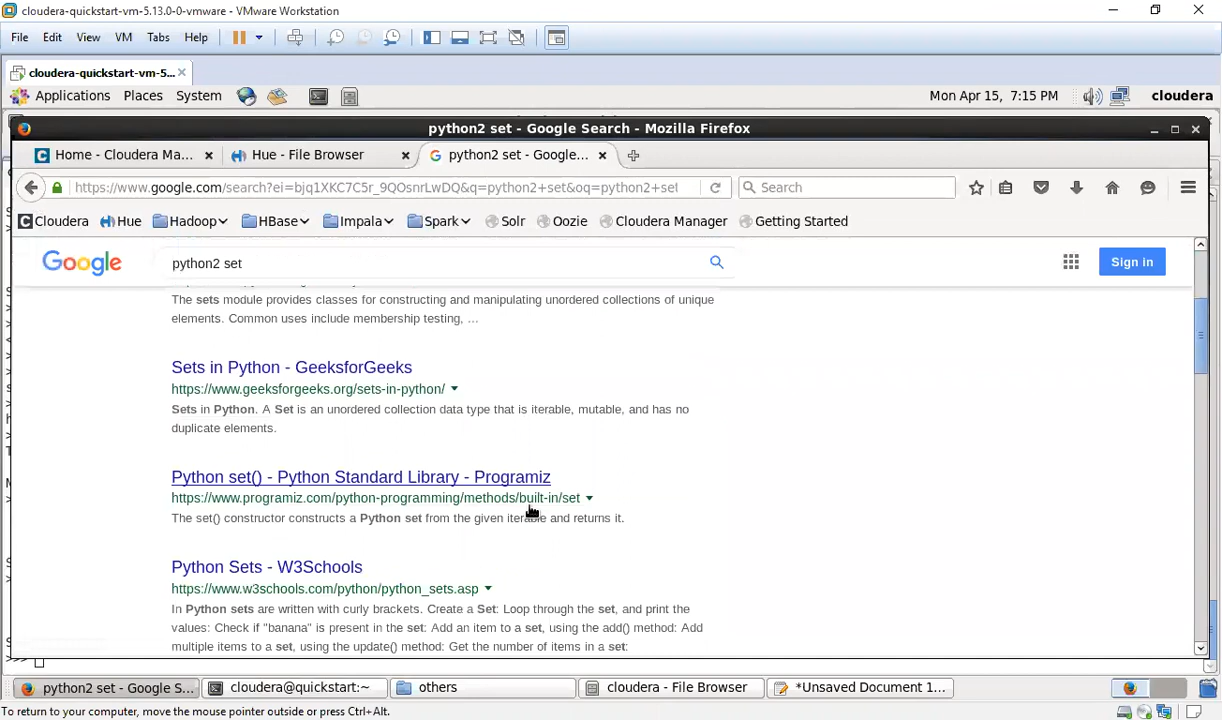 cloudera-quickstart-vm-5.13.0-0-vmware - VMware Workstation
File Edit View VM Tabs Help
cloudera-quickstart-vm-5...
Applications Places System Mon Apr 15, 7:15 PM cloudera
python2 set - Google Search - Mozilla Firefox
Home - Cloudera Ma... Hue - File Browser python2 set - Google...
https://www.google.com/search?ei=bjq1XKC7C5r_9QOsnrLwDQ&q=python2+set&oq=python2+set Search
Cloudera Hue Hadoop HBase Impala Spark Solr Oozie Cloudera Manager Getting Started
Google python2 set Sign in
The sets module provides classes for constructing and manipulating unordered collections of unique
elements. Common uses include membership testing, ...
Sets in Python - GeeksforGeeks
https://www.geeksforgeeks.org/sets-in-python/
Sets in Python. A Set is an unordered collection data type that is iterable, mutable, and has no
duplicate elements.
Python set() - Python Standard Library - Programiz
https://www.programiz.com/python-programming/methods/built-in/set
The set() constructor constructs a Python set from the given iterable and returns it.
Python Sets - W3Schools
https://www.w3schools.com/python/python_sets.asp
In Python sets are written with curly brackets. Create a Set: Loop through the set, and print the
values: Check if "banana" is present in the set: Add an item to a set, using the add() method: Add
multiple items to a set, using the update() method: Get the number of items in a set:
>>>
python2 set - Google S... cloudera@quickstart:~ others cloudera - File Browser *Unsaved Document 1...
To return to your computer, move the mouse pointer outside or press Ctrl+Alt.